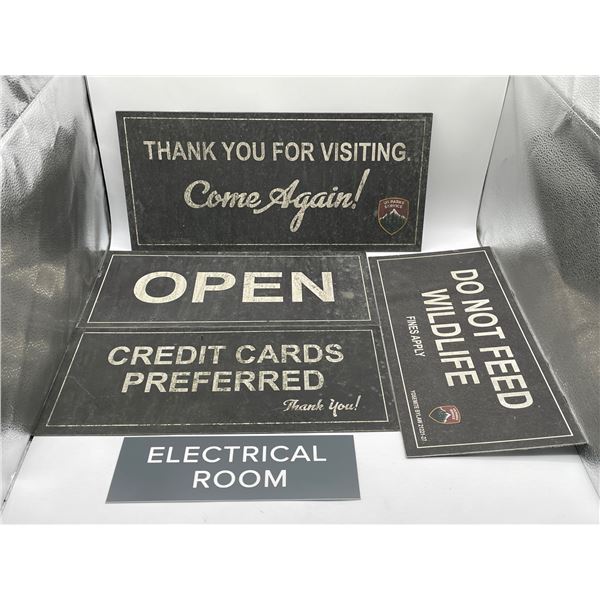 THANK YOU FOR VISITING.
Come Again!
OPEN
CREDIT CARDS
PREFERRED
Thank You!
DO NOT FEED
WILDLIFE
FINES APPLY
ELECTRICAL
ROOM